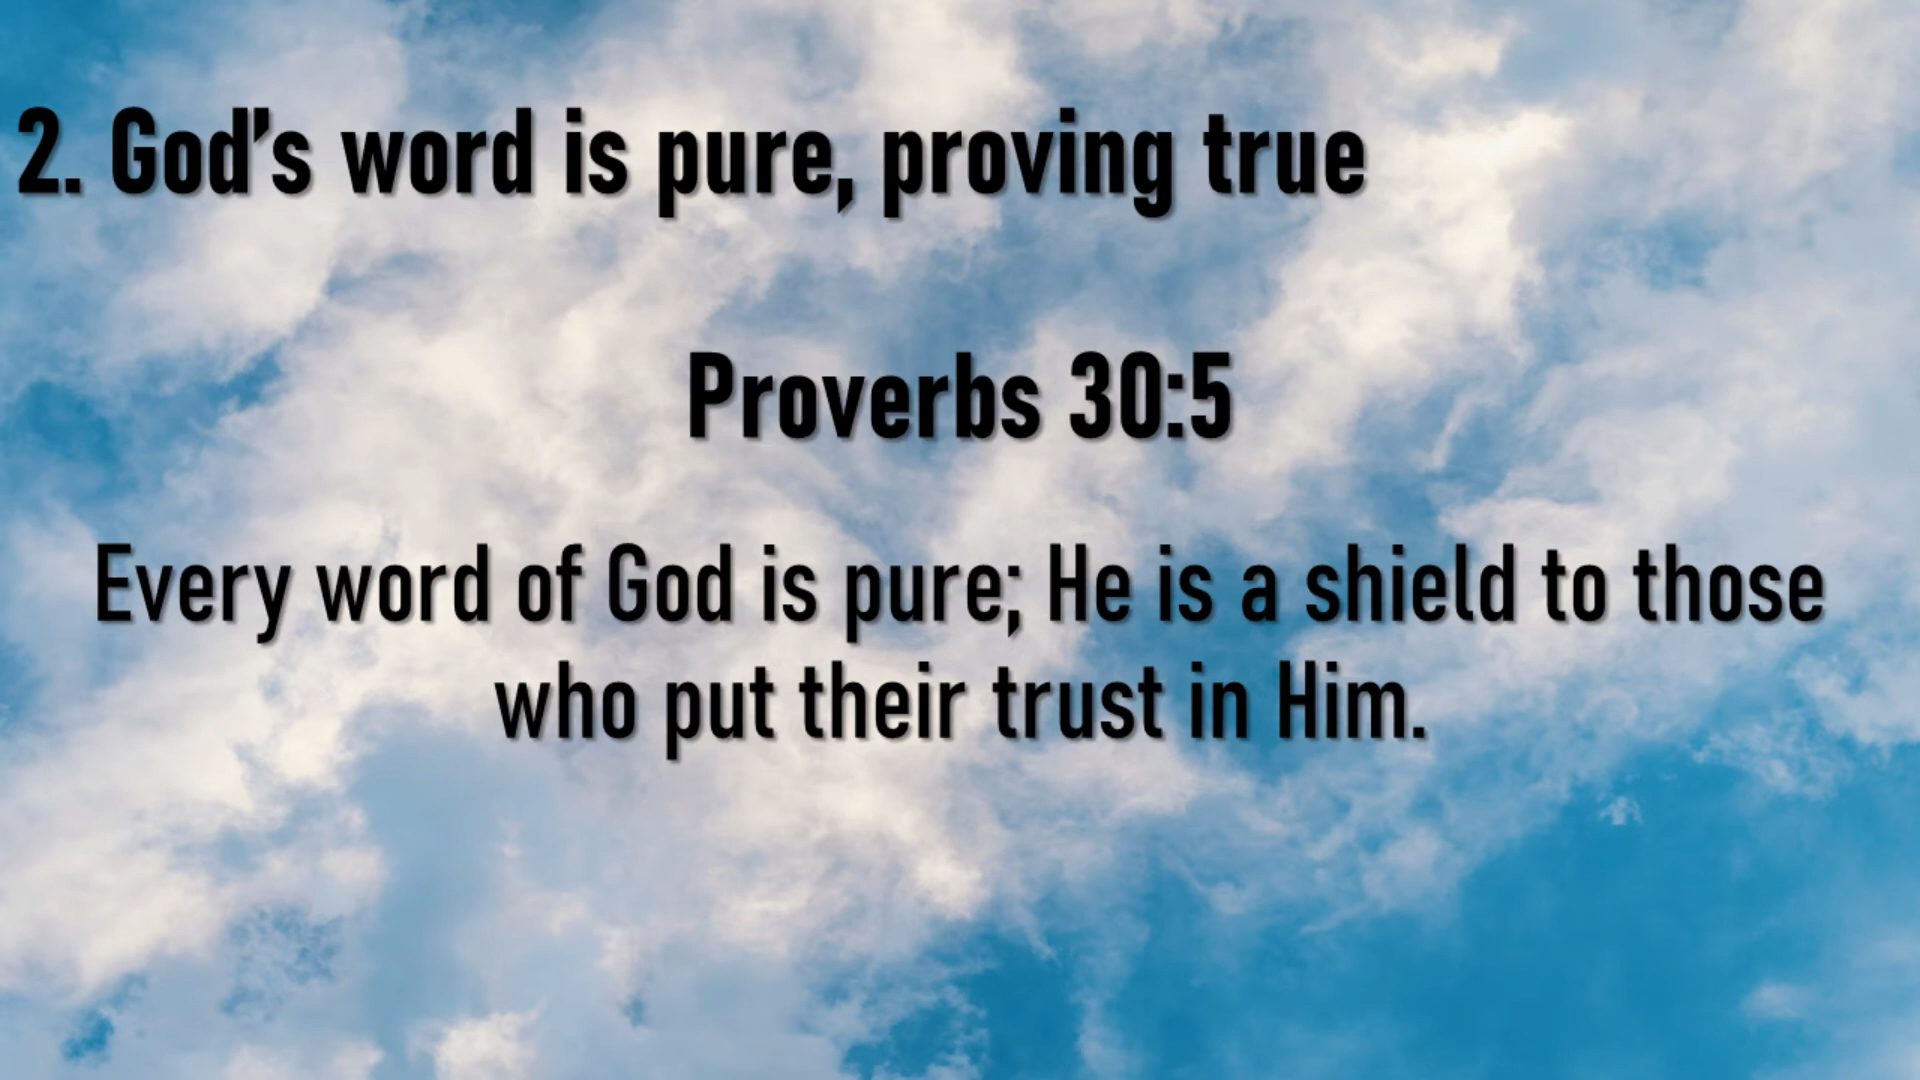 2. God’s word is pure, proving true
Proverbs 30:5
Every word of God is pure; He is a shield to those
who put their trust in Him.